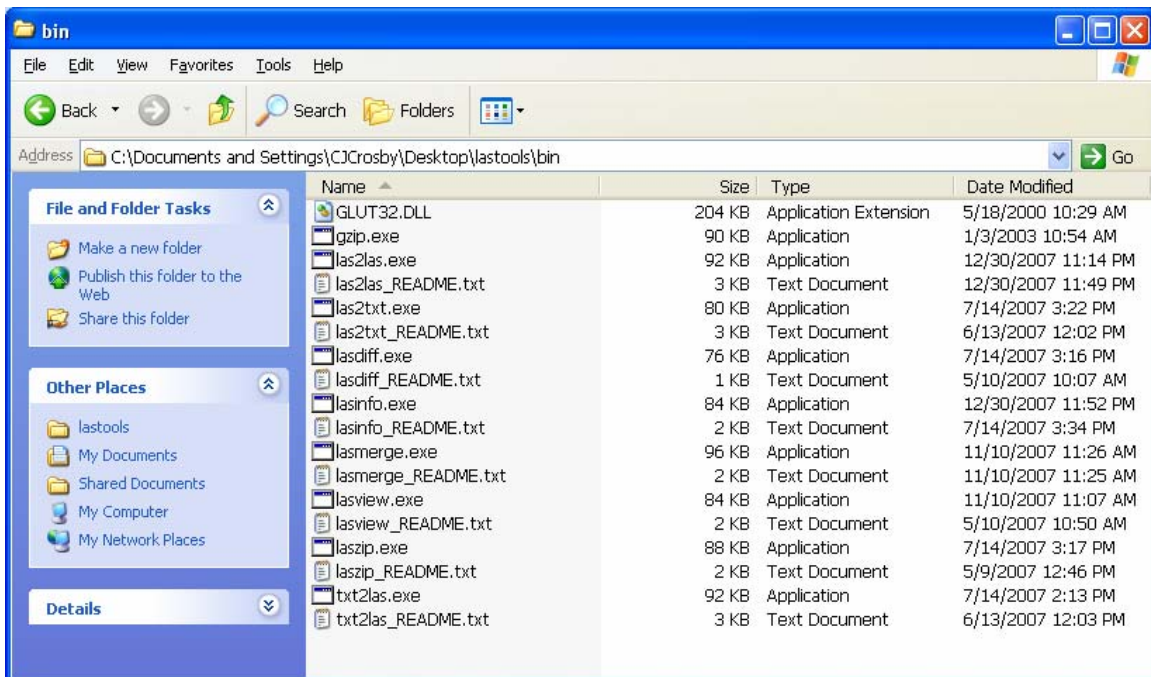 bin
File Edit View Favorites Tools Help
Back Search Folders
Address C:\Documents and Settings\CJCrosby\Desktop\lastools\bin Go
File and Folder Tasks
Make a new folder
Publish this folder to the
Web
Share this folder
Other Places
lastools
My Documents
Shared Documents
My Computer
My Network Places
Details
Name Size Type Date Modified
GLUT32.DLL 204 KB Application Extension 5/18/2000 10:29 AM
gzip.exe 90 KB Application 1/3/2003 10:54 AM
las2las.exe 92 KB Application 12/30/2007 11:14 PM
las2las_README.txt 3 KB Text Document 12/30/2007 11:49 PM
las2txt.exe 80 KB Application 7/14/2007 3:22 PM
las2txt_README.txt 3 KB Text Document 6/13/2007 12:02 PM
lasdiff.exe 76 KB Application 7/14/2007 3:16 PM
lasdiff_README.txt 1 KB Text Document 5/10/2007 10:07 AM
lasinfo.exe 84 KB Application 12/30/2007 11:52 PM
lasinfo_README.txt 2 KB Text Document 7/14/2007 3:34 PM
lasmerge.exe 96 KB Application 11/10/2007 11:26 AM
lasmerge_README.txt 2 KB Text Document 11/10/2007 11:25 AM
lasview.exe 84 KB Application 11/10/2007 11:07 AM
lasview_README.txt 2 KB Text Document 5/10/2007 10:50 AM
laszip.exe 88 KB Application 7/14/2007 3:17 PM
laszip_README.txt 2 KB Text Document 5/9/2007 12:46 PM
txt2las.exe 92 KB Application 7/14/2007 2:13 PM
txt2las_README.txt 3 KB Text Document 6/13/2007 12:03 PM